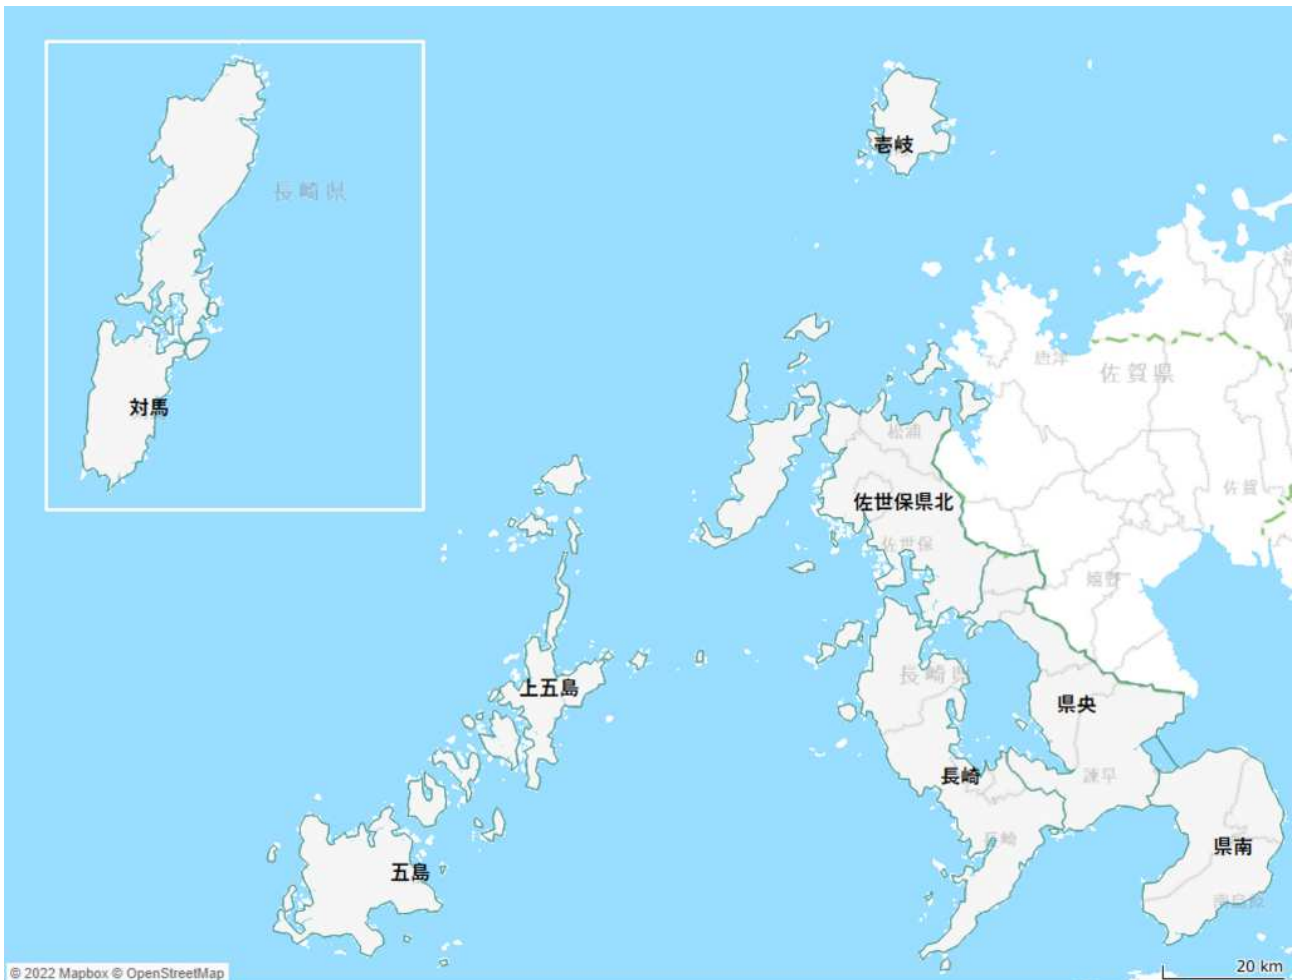 壱岐
長崎県
唐津
佐賀県
対馬
松浦
佐賀
佐世保県北
佐世保
嬉野
長崎県
上五島
県央
長崎
諫早
長崎
県南
五島
南島原
© 2022 Mapbox © OpenStreetMap
20 km